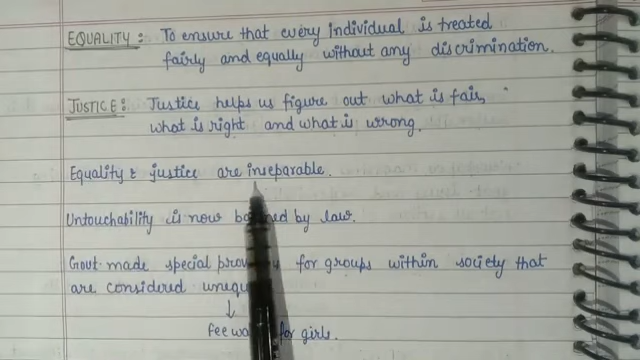 EQUALITY: To ensure that every individual is treated
fairly and equally without any discrimination.
JUSTICE: Justice helps us figure out what is fair,
what is right and what is wrong.
Equality & justice are inseparable.
Untouchability is now by law.
Govt made special for groups within society that
are considered
↓
fee for girls.